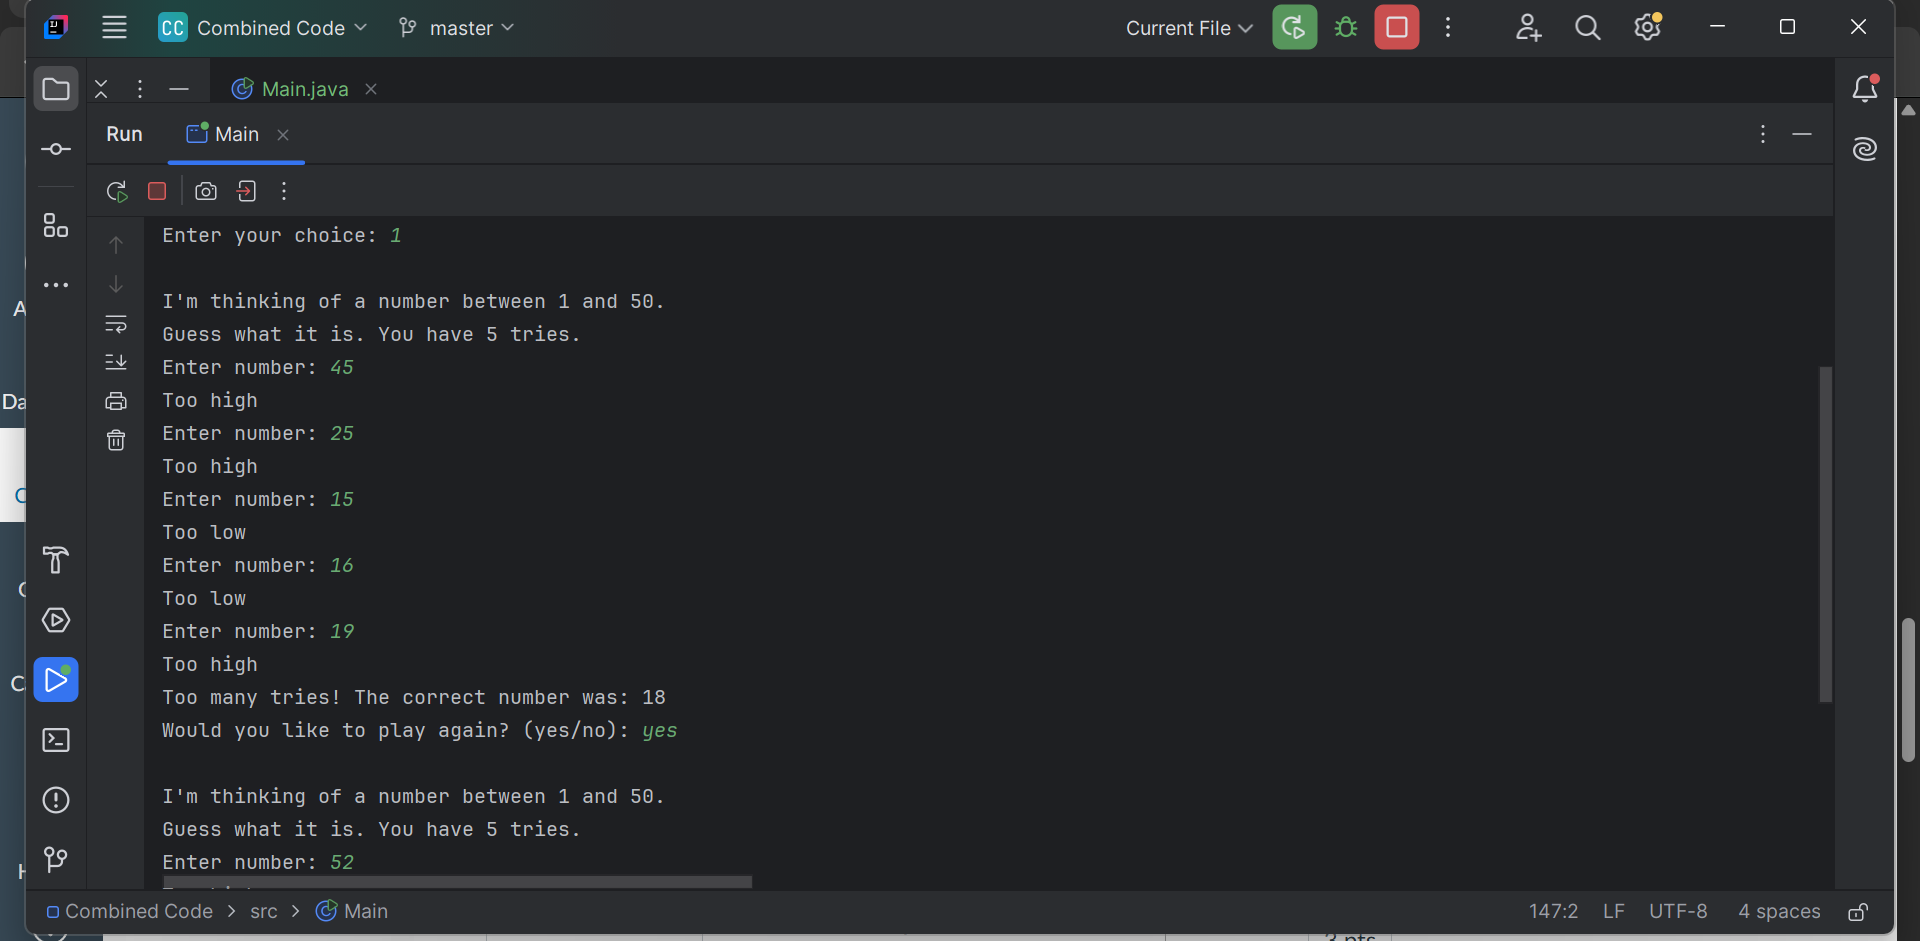 CC Combined Code master Current File
Main.java
Run Main
Enter your choice: 1
I'm thinking of a number between 1 and 50.
Guess what it is. You have 5 tries.
Enter number: 45
Too high
Enter number: 25
Too high
Enter number: 15
Too low
Enter number: 16
Too low
Enter number: 19
Too high
Too many tries! The correct number was: 18
Would you like to play again? (yes/no): yes
I'm thinking of a number between 1 and 50.
Guess what it is. You have 5 tries.
Enter number: 52
Combined Code > src > Main 147:2 LF UTF-8 4 spaces